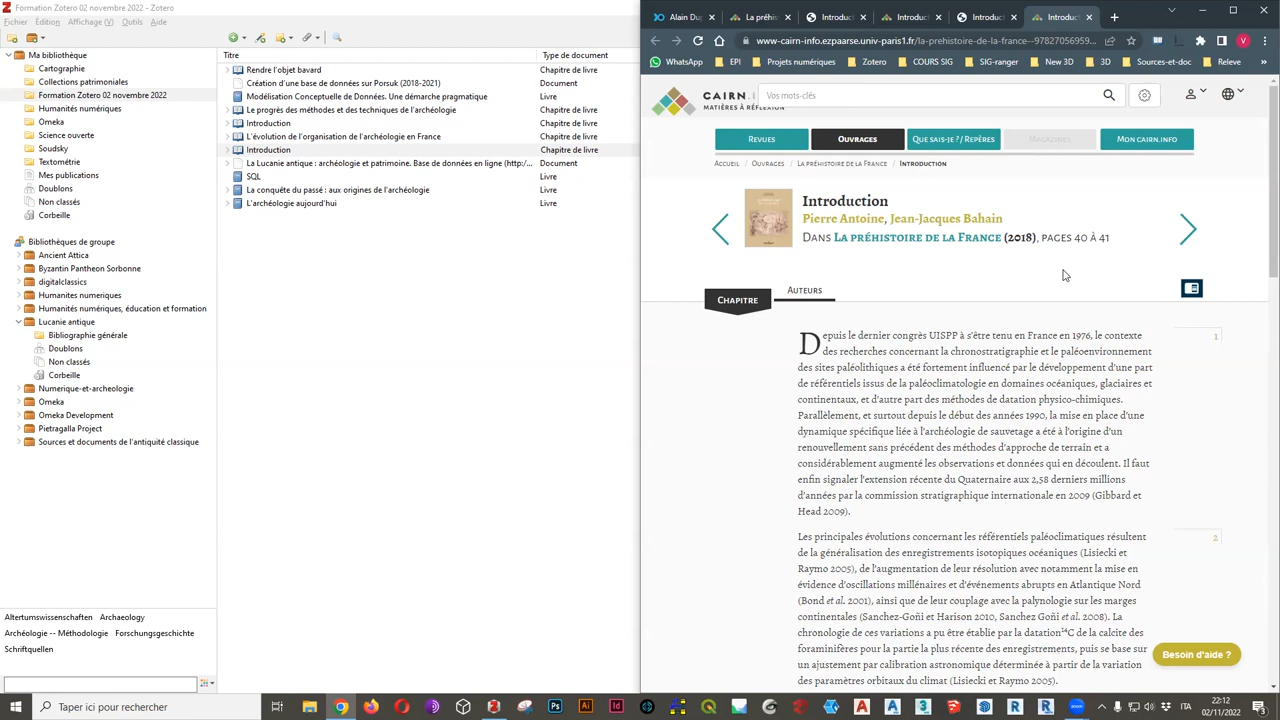 Formation Zotero 02 novembre 2022 - Zotero
Fichier Édition Affichage (V) Outils Aide
Ma bibliothèque
Cartographie
Collections patrimoniales
Formation Zotero 02 novembre 2022
Humanités numériques
Omeka
Science ouverte
Soudsky
Textométrie
Mes publications
Doublons
Non classés
Corbeille
Bibliothèques de groupe
Ancient Attica
Byzantin Pantheon Sorbonne
digitalclassics
Humanites numeriques
Humanités numériques, éducation et formation
Lucanie antique
Bibliographie générale
Doublons
Non classés
Corbeille
Numerique-et-archeologie
Omeka
Omeka Development
Pietragalla Project
Sources et documents de l'antiquité classique
Altertumswissenschaften Archaeology
Archéologie -- Méthodologie Forschungsgeschichte
Schriftquellen
Titre Type de document
Rendre l'objet bavard Chapitre de livre
Création d'une base de données sur Porsuk (2018-2021) Document
Modélisation Conceptuelle de Données. Une démarche pragmatique Livre
Le progrès des méthodes et des techniques de l'archéologie Chapitre de livre
Introduction Chapitre de livre
L'évolution de l'organisation de l'archéologie en France Chapitre de livre
Introduction Chapitre de livre
La Lucanie antique : archéologie et patrimoine. Base de données en ligne (http:/... Document
SQL Livre
La conquête du passé : aux origines de l'archéologie Livre
L'archéologie aujourd'hui Livre
Alain Dup La préhis Introduct Introducti Introduct Introducti
www-cairn-info.ezpaarse.univ-paris1.fr/la-prehistoire-de-la-france--97827056959...
WhatsApp EPI Projets numériques Zotero COURS SIG SIG-ranger New 3D 3D Sources-et-doc Releve
CAIRN.I
MATIÈRES À RÉFLEXION
Vos mots-clés
REVUES OUVRAGES QUE SAIS-JE ? / REPÈRES MAGAZINES MON CAIRN.INFO
ACCUEIL OUVRAGES LA PRÉHISTOIRE DE LA FRANCE INTRODUCTION
Introduction
Pierre Antoine, Jean-Jacques Bahain
DANS LA PRÉHISTOIRE DE LA FRANCE (2018), PAGES 40 À 41
CHAPITRE AUTEURS
Depuis le dernier congrès UISPP à s'être tenu en France en 1976, le contexte 1
des recherches concernant la chronostratigraphie et le paléoenvironnement
des sites paléolithiques a été fortement influencé par le développement d'une part
de référentiels issus de la paléoclimatologie en domaines océaniques, glaciaires et
continentaux, et d'autre part des méthodes de datation physico-chimiques.
Parallèlement, et surtout depuis le début des années 1990, la mise en place d'une
dynamique spécifique liée à l'archéologie de sauvetage a été à l'origine d'un
renouvellement sans précédent des méthodes d'approche de terrain et a
considérablement augmenté les observations et données qui en découlent. Il faut
enfin signaler l'extension récente du Quaternaire aux 2,58 derniers millions
d'années par la commission stratigraphique internationale en 2009 (Gibbard et
Head 2009).
Les principales évolutions concernant les référentiels paléoclimatiques résultent 2
de la généralisation des enregistrements isotopiques océaniques (Lisiecki et
Raymo 2005), de l'augmentation de leur résolution avec notamment la mise en
évidence d'oscillations millénaires et d'événements abrupts en Atlantique Nord
(Bond et al. 2001), ainsi que de leur couplage avec la palynologie sur les marges
continentales (Sanchez-Goñi et Harison 2010, Sanchez Goñi et al. 2008). La
chronologie de ces variations a pu être établie par la datation ¹⁴C de la calcite des
foraminifères pour la partie la plus récente des enregistrements, puis se base sur
un ajustement par calibration astronomique déterminée à partir de la variation
des paramètres orbitaux du climat (Lisiecki et Raymo 2005).
Besoin d'aide ?
Taper ici pour rechercher
ITA
22:12
02/11/2022